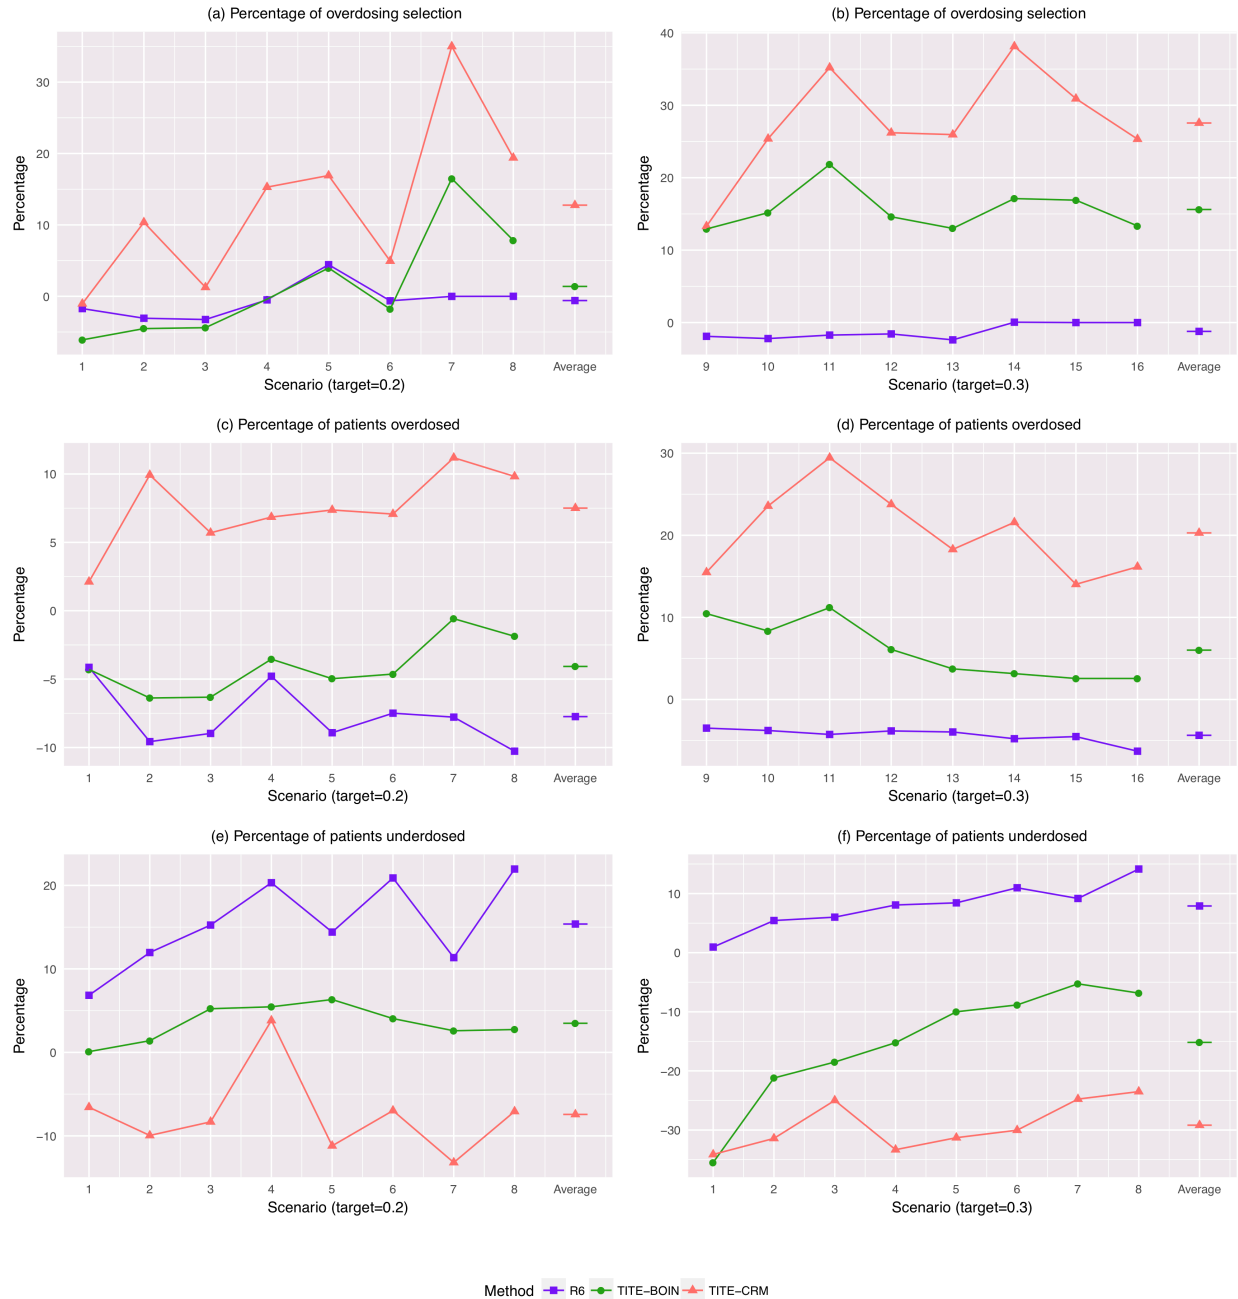 (a) Percentage of overdosing selection
Percentage
30
20
10
0
1 2 3 4 5 6 7 8 Average
Scenario (target=0.2)
(b) Percentage of overdosing selection
Percentage
40
30
20
10
0
9 10 11 12 13 14 15 16 Average
Scenario (target=0.3)
(c) Percentage of patients overdosed
Percentage
10
5
0
−5
−10
1 2 3 4 5 6 7 8 Average
Scenario (target=0.2)
(d) Percentage of patients overdosed
Percentage
30
20
10
0
9 10 11 12 13 14 15 16 Average
Scenario (target=0.3)
(e) Percentage of patients underdosed
Percentage
20
10
0
−10
1 2 3 4 5 6 7 8 Average
Scenario (target=0.2)
(f) Percentage of patients underdosed
Percentage
10
0
−10
−20
−30
1 2 3 4 5 6 7 8 Average
Scenario (target=0.3)
Method R6 TITE−BOIN TITE−CRM